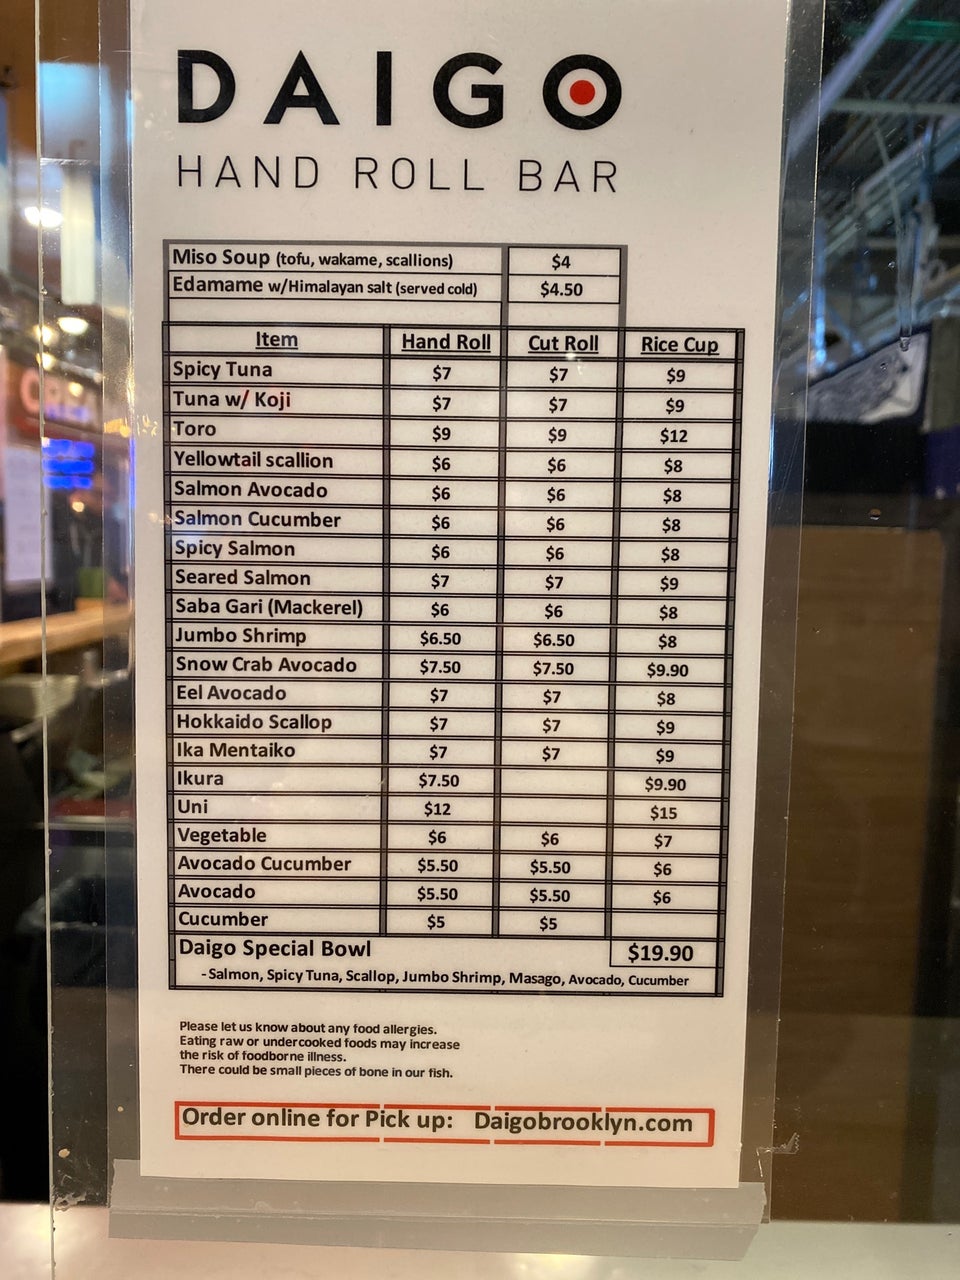 DAIGO
HAND ROLL BAR
Miso Soup (tofu, wakame, scallions) $4
Edamame w/Himalayan salt (served cold) $4.50
Item Hand Roll Cut Roll Rice Cup
Spicy Tuna $7 $7 $9
Tuna w/ Koji $7 $7 $9
Toro $9 $9 $12
Yellowtail scallion $6 $6 $8
Salmon Avocado $6 $6 $8
Salmon Cucumber $6 $6 $8
Spicy Salmon $6 $6 $8
Seared Salmon $7 $7 $9
Saba Gari (Mackerel) $6 $6 $8
Jumbo Shrimp $6.50 $6.50 $8
Snow Crab Avocado $7.50 $7.50 $9.90
Eel Avocado $7 $7 $8
Hokkaido Scallop $7 $7 $9
Ika Mentaiko $7 $7 $9
Ikura $7.50 $9.90
Uni $12 $15
Vegetable $6 $6 $7
Avocado Cucumber $5.50 $5.50 $6
Avocado $5.50 $5.50 $6
Cucumber $5 $5
Daigo Special Bowl $19.90
- Salmon, Spicy Tuna, Scallop, Jumbo Shrimp, Masago, Avocado, Cucumber
Please let us know about any food allergies.
Eating raw or undercooked foods may increase
the risk of foodborne illness.
There could be small pieces of bone in our fish.
Order online for Pick up: Daigobrooklyn.com